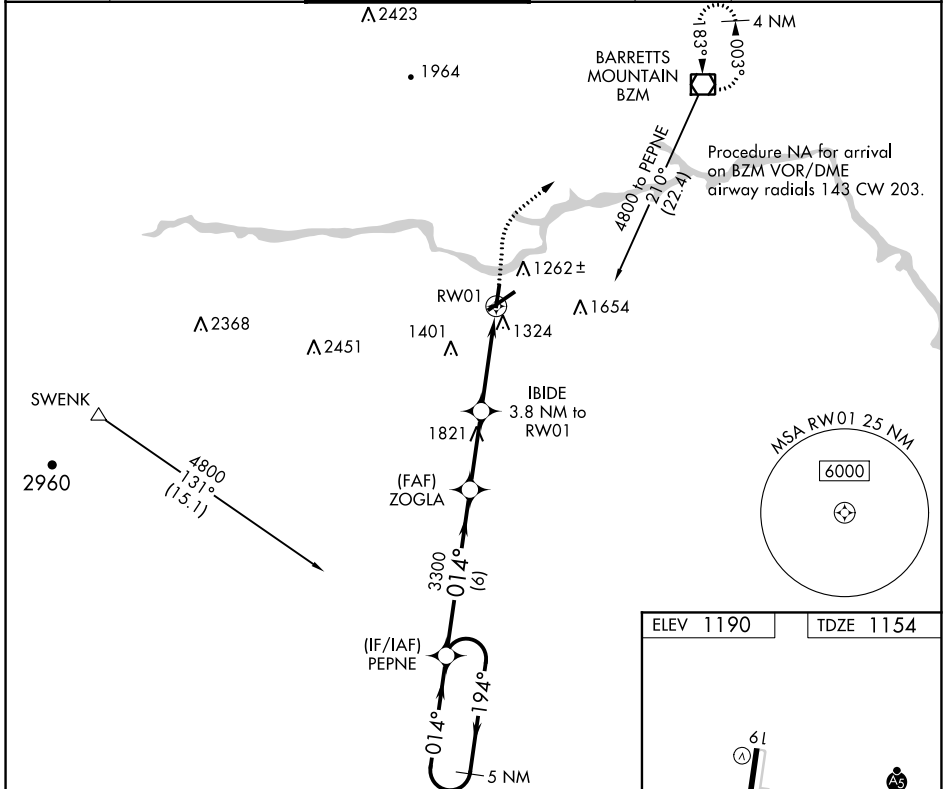 2423
4 NM
183°
003°
1964
BARRETTS
MOUNTAIN
BZM
4800 to PEPNE
210°
(22.4)
Procedure NA for arrival
on BZM VOR/DME
airway radials 143 CW 203.
1262±
RW01
1654
2368
1401
1324
2451
SWENK
IBIDE
3.8 NM to
RW01
1821
MSA RW01 25 NM
6000
2960
4800
131°
(15.1)
(FAF)
ZOGLA
3300
014°
(6)
ELEV 1190
TDZE 1154
(IF/IAF)
PEPNE
014°
194°
5 NM
19
V
A5